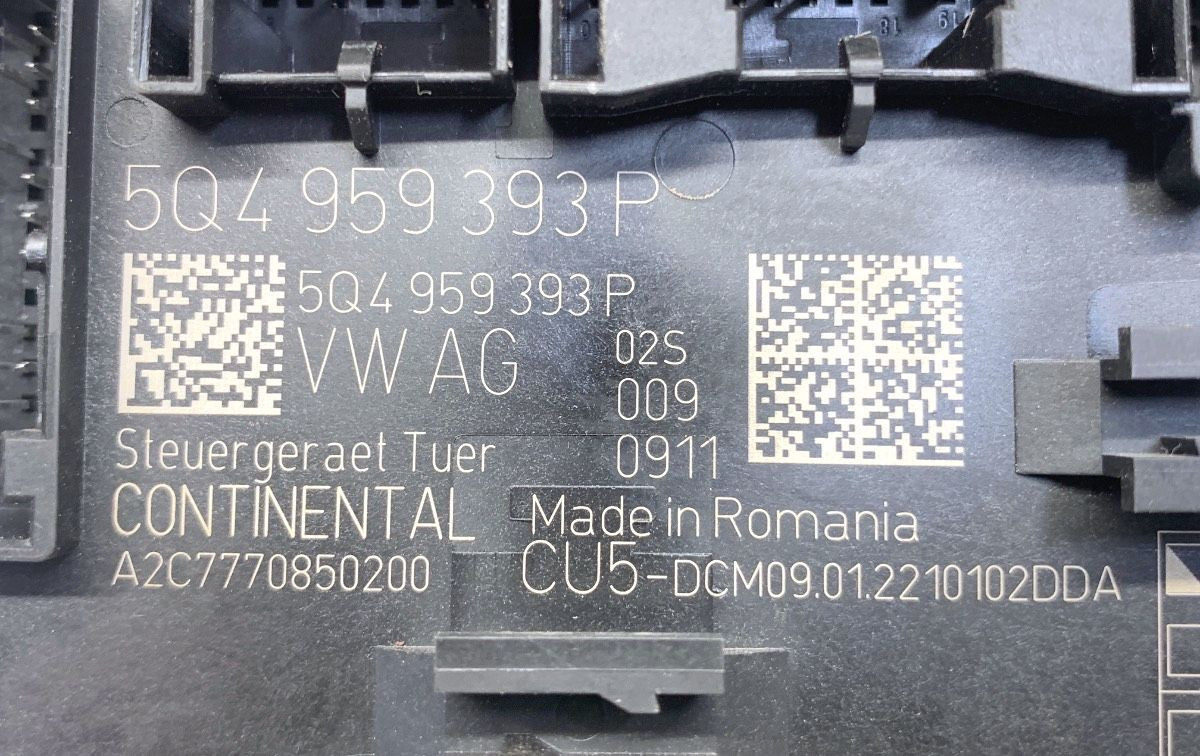 5Q4 959 393 P
5Q4 959 393 P
VW AG
02S
009
0911
Steuergeraet Tuer
CONTINENTAL
Made in Romania
A2C7770850200
CU5-DCM09.01.2210102DDA